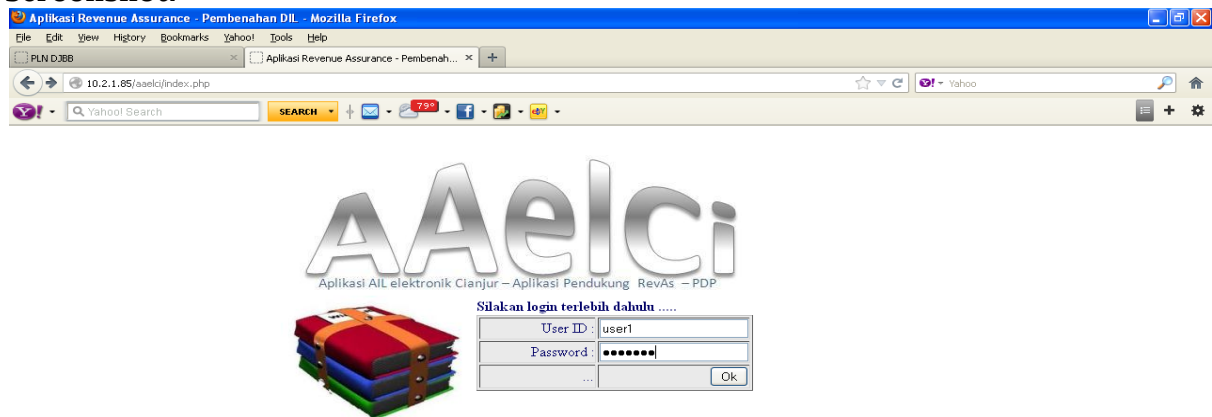 Aplikasi Revenue Assurance - Pembenahan DIL - Mozilla Firefox
File Edit View History Bookmarks Yahoo! Tools Help
PLN DJBB × Aplikasi Revenue Assurance - Pembenah... × +
10.2.1.85/aaelci/index.php Yahoo
Yahoo! Search SEARCH 79° eBY
AAelCi
Aplikasi AIL elektronik Cianjur – Aplikasi Pendukung RevAs – PDP
Silakan login terlebih dahulu .....
User ID : user1
Password : ●●●●●●●
... Ok